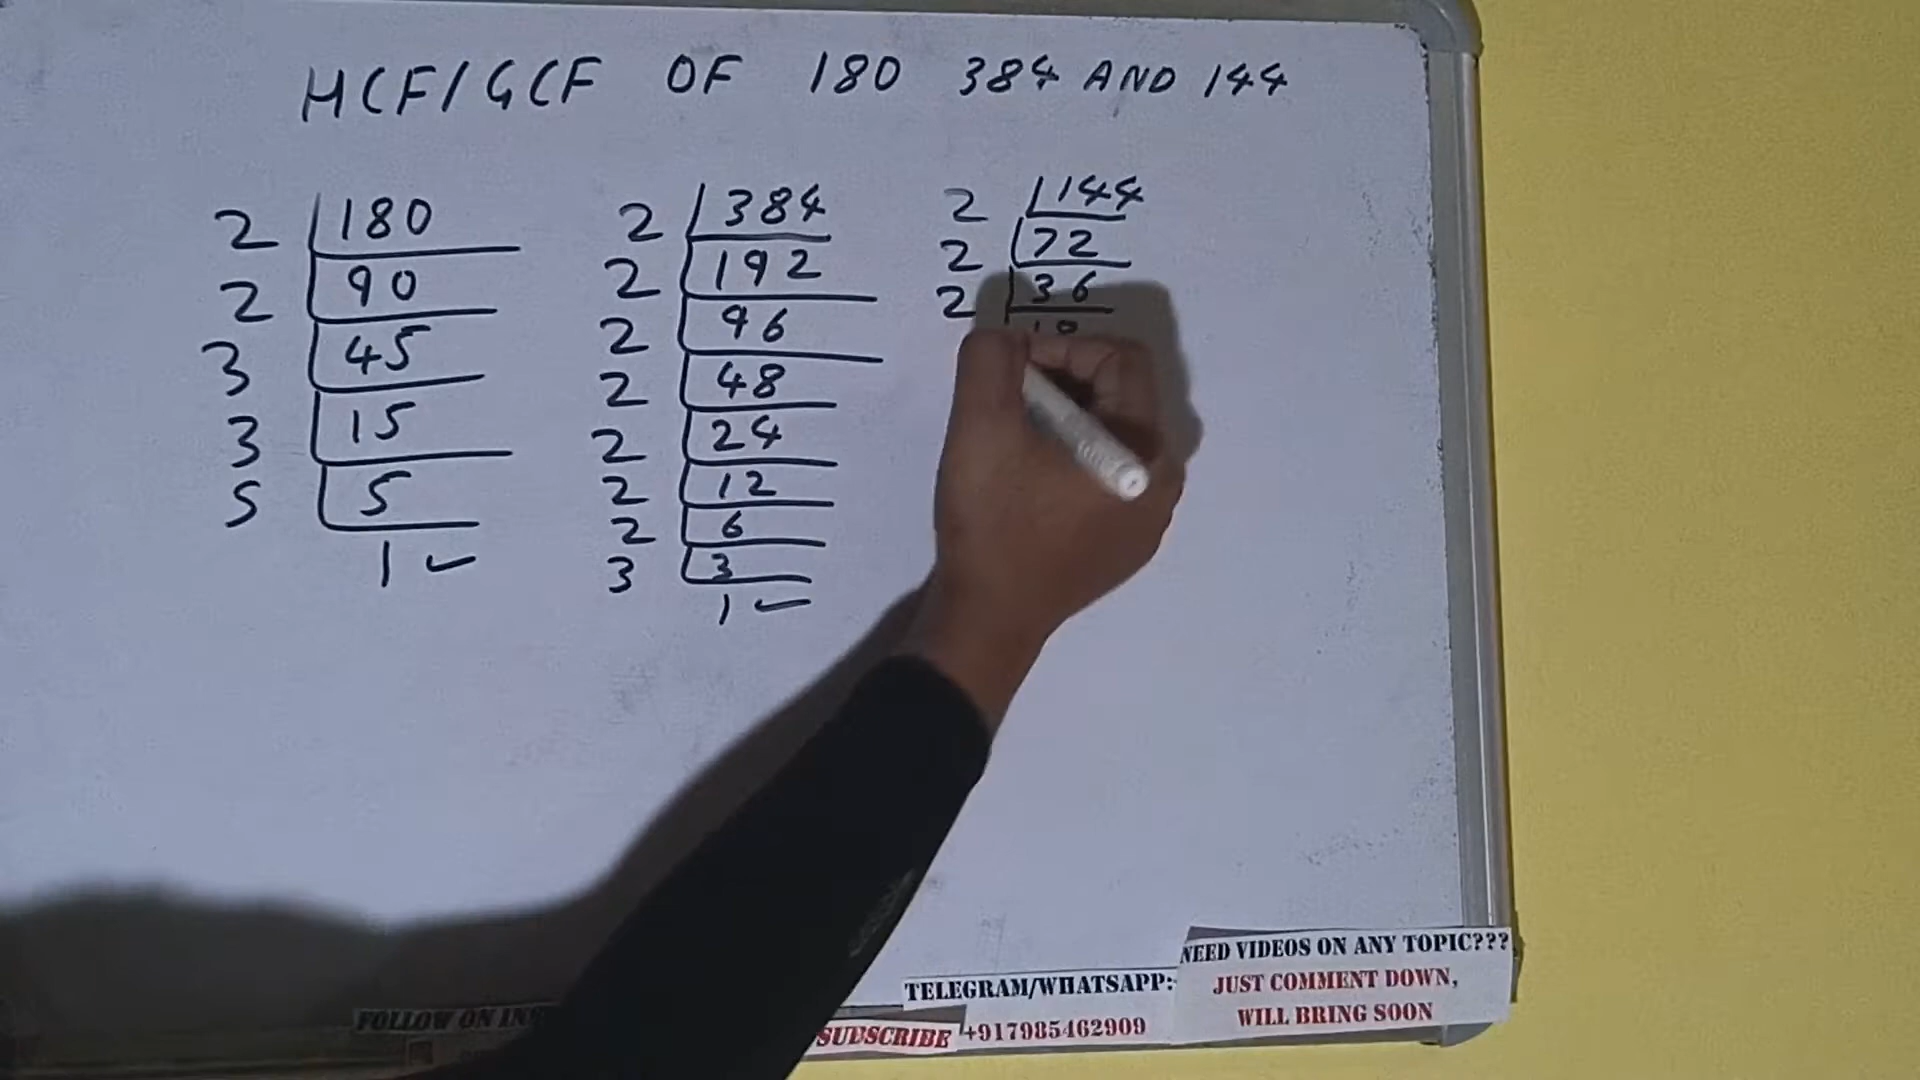 HCF/GCF OF 180 384 AND 144
2 180
2 90
3 45
3 15
5 5
1 ✓
2 384
2 192
2 96
2 48
2 24
2 12
2 6
3 3
1 ✓
2 144
2 72
2 36
NEED VIDEOS ON ANY TOPIC???
JUST COMMENT DOWN,
WILL BRING SOON
TELEGRAM/WHATSAPP:-
+917985462909
SUBSCRIBE
FOLLOW ON